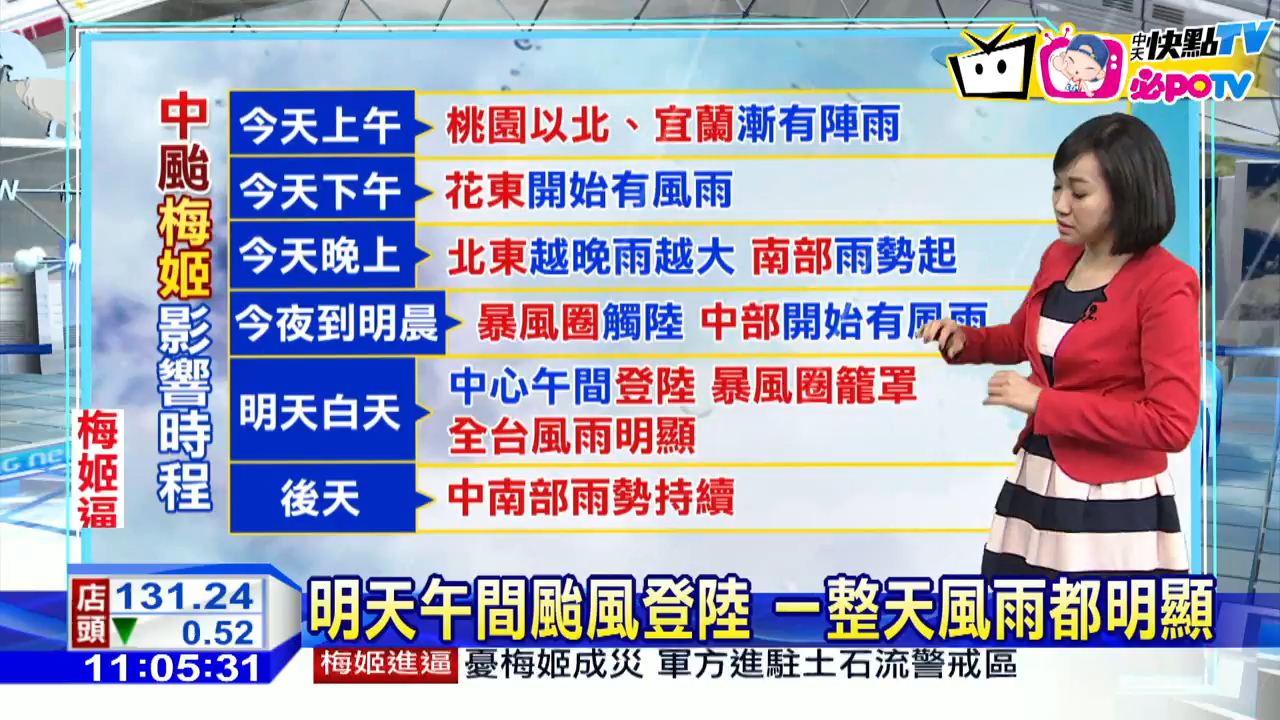 中天快點TV
必POTV
中颱梅姬影響時程
今天上午 桃園以北、宜蘭漸有陣雨
今天下午 花東開始有風雨
今天晚上 北東越晚雨越大 南部雨勢起
今夜到明晨 暴風圈觸陸 中部開始有風雨
明天白天 中心午間登陸 暴風圈籠罩
全台風雨明顯
後天 中南部雨勢持續
梅姬逼
店頭 131.24
▼ 0.52
11:05:31
明天午間颱風登陸 一整天風雨都明顯
梅姬進逼 憂梅姬成災 軍方進駐土石流警戒區